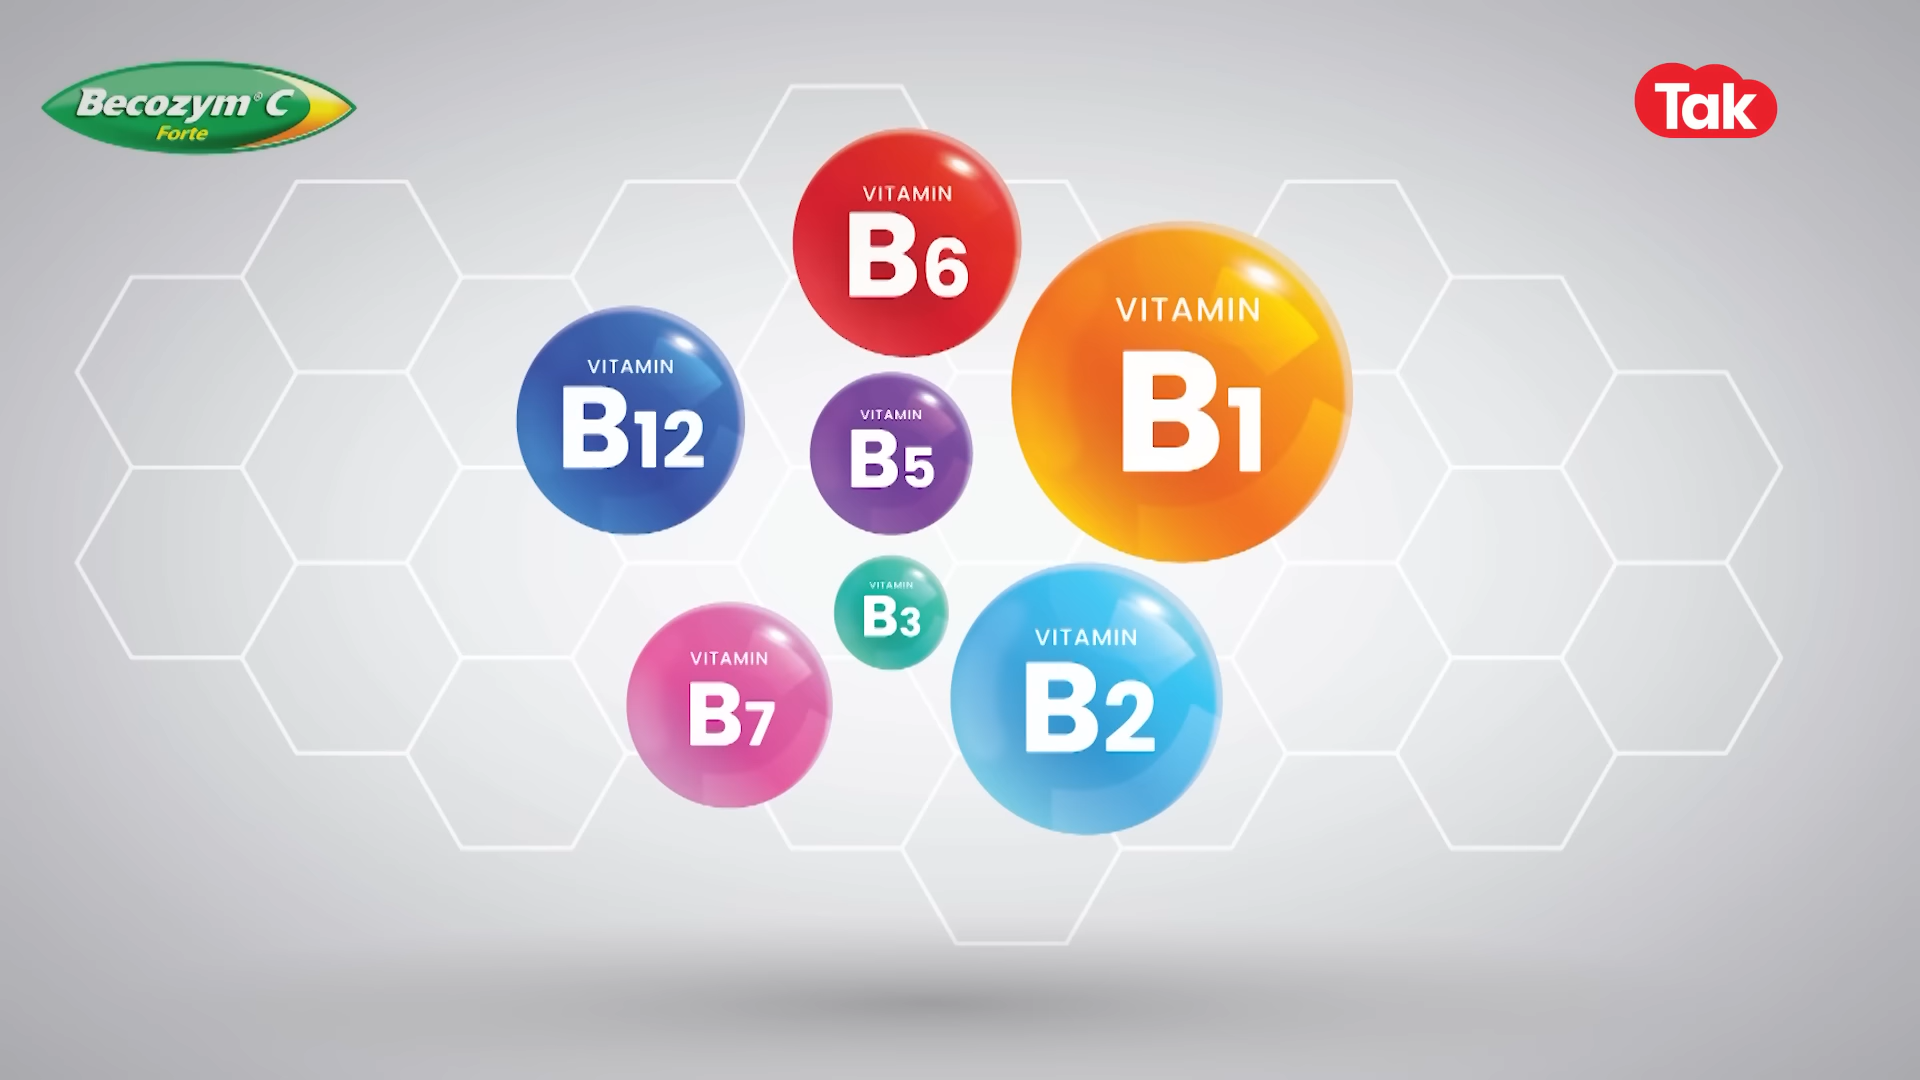 Becozym® C
Forte
Tak
VITAMIN
B6
VITAMIN
B1
VITAMIN
B12
VITAMIN
B5
VITAMIN
B3
VITAMIN
B7
VITAMIN
B2